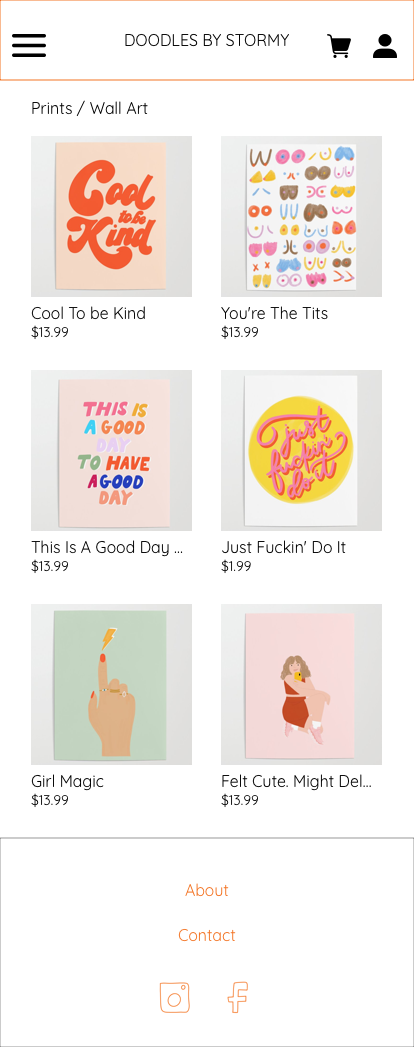 DOODLES BY STORMY
Prints / Wall Art
Cool
to be
Kind
Cool To be Kind
$13.99
You're The Tits
$13.99
THIS IS
A GOOD
DAY
TO HAVE
A GOOD
DAY
This Is A Good Day ...
$13.99
just
fuckin'
do it
Just Fuckin' Do It
$1.99
Girl Magic
$13.99
Felt Cute. Might Del...
$13.99
About
Contact